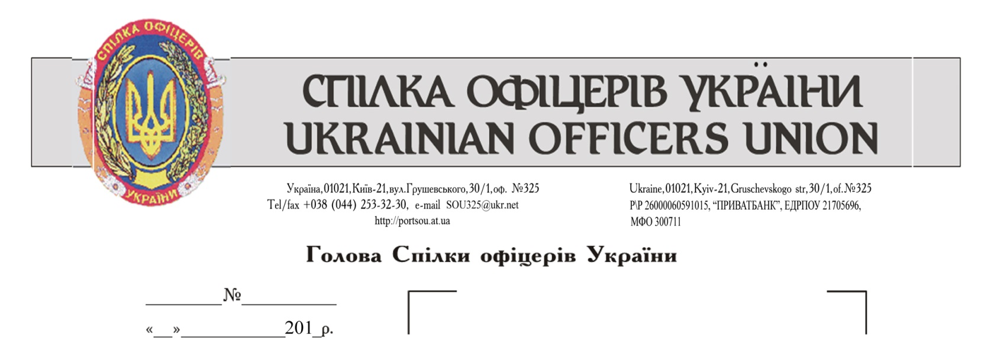 СПІЛКА ОФІЦЕРІВ
УКРАЇНИ
СПІЛКА ОФІЦЕРІВ УКРАЇНИ
UKRAINIAN OFFICERS UNION
Україна,01021,Київ-21,вул.Грушевського,30/1,оф. №325
Tel/fax +038 (044) 253-32-30, e-mail SOU325@ukr.net
http://portsou.at.ua
Ukraine,01021,Kyiv-21,Gruschevskogo str,30/1,of.№325
Р\Р 26000060591015, “ПРИВАТБАНК”, ЕДРПОУ 21705696,
МФО 300711
Голова Спілки офіцерів України
________№__________
«__»___________201_р.